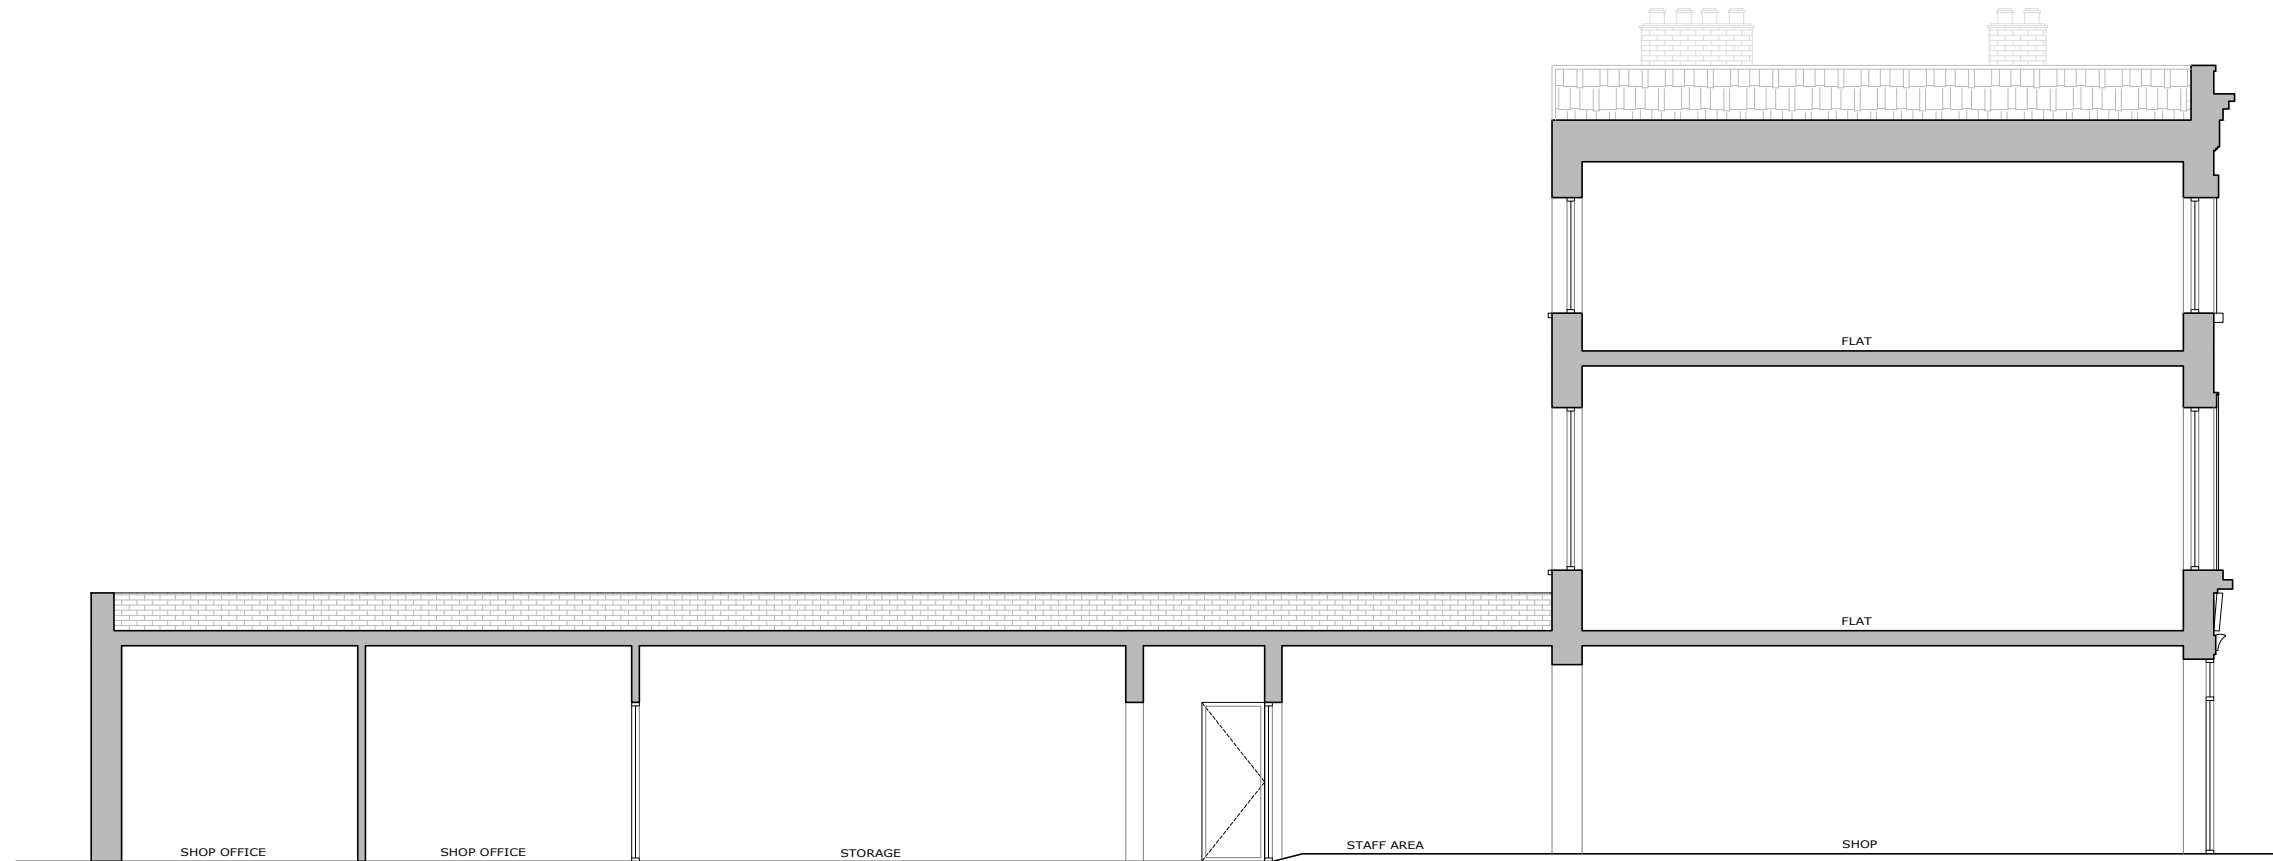 FLAT
FLAT
SHOP OFFICE
SHOP OFFICE
STORAGE
STAFF AREA
SHOP